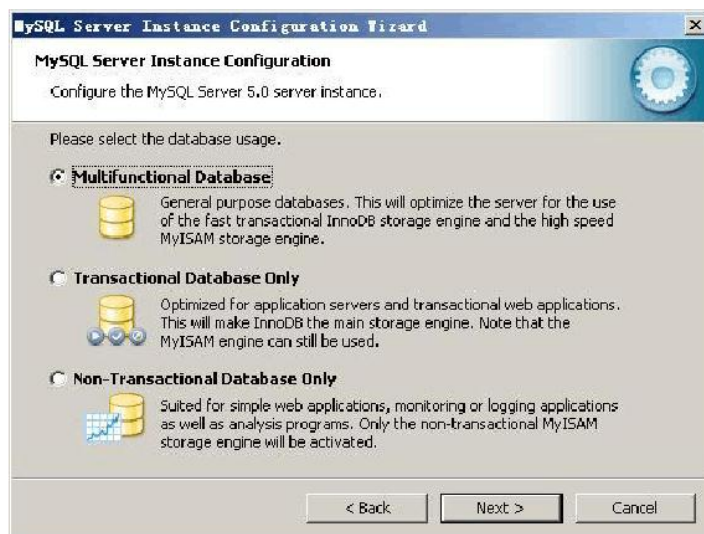 MySQL Server Instance Configuration Wizard
MySQL Server Instance Configuration
Configure the MySQL Server 5.0 server instance.
Please select the database usage.
Multifunctional Database
General purpose databases. This will optimize the server for the use
of the fast transactional InnoDB storage engine and the high speed
MyISAM storage engine.
Transactional Database Only
Optimized for application servers and transactional web applications.
This will make InnoDB the main storage engine. Note that the
MyISAM engine can still be used.
Non-Transactional Database Only
Suited for simple web applications, monitoring or logging applications
as well as analysis programs. Only the non-transactional MyISAM
storage engine will be activated.
< Back
Next >
Cancel